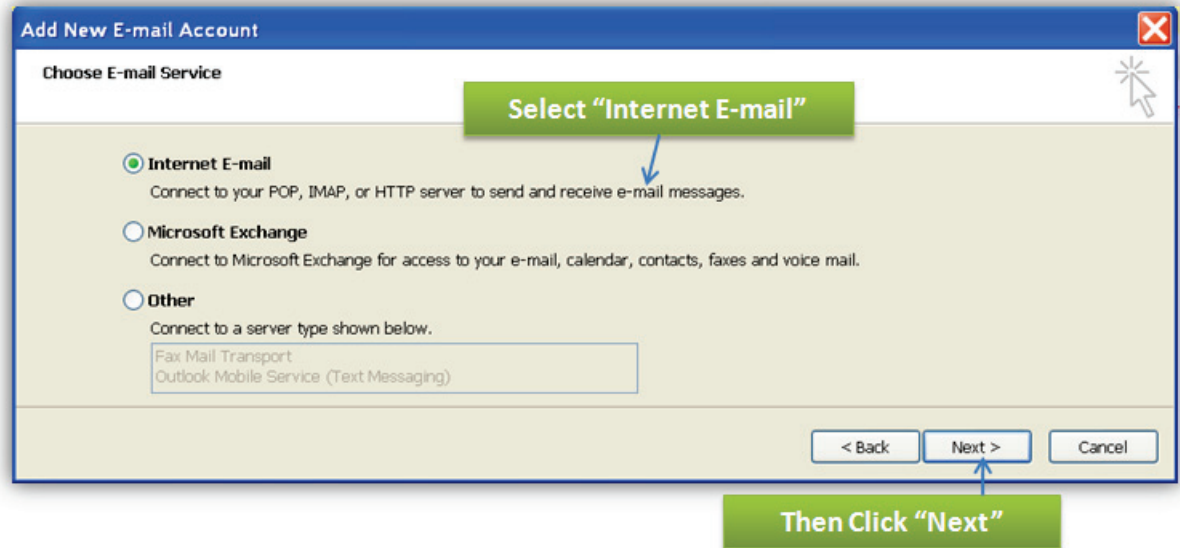 Add New E-mail Account
Choose E-mail Service
Select “Internet E-mail”
Internet E-mail
Connect to your POP, IMAP, or HTTP server to send and receive e-mail messages.
Microsoft Exchange
Connect to Microsoft Exchange for access to your e-mail, calendar, contacts, faxes and voice mail.
Other
Connect to a server type shown below.
Fax Mail Transport
Outlook Mobile Service (Text Messaging)
< Back Next > Cancel
Then Click “Next”